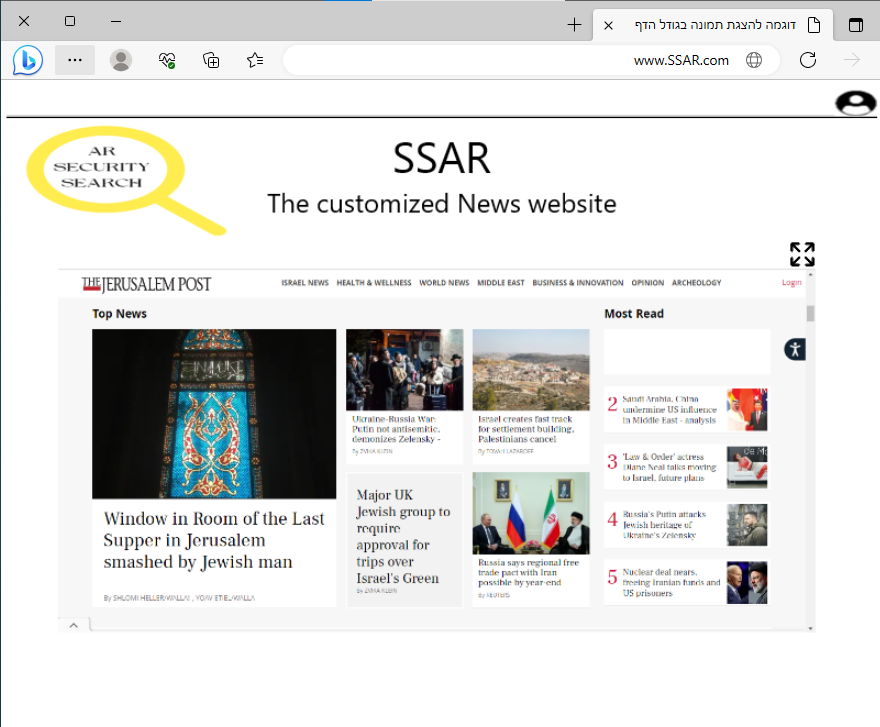 דוגמה להצגת תמונה בגודל הדף
www.SSAR.com
AR
SECURITY
SEARCH
SSAR
The customized News website
THE JERUSALEM POST
ISRAEL NEWS HEALTH & WELLNESS WORLD NEWS MIDDLE EAST BUSINESS & INNOVATION OPINION ARCHEOLOGY
Login
Top News
Window in Room of the Last
Supper in Jerusalem
smashed by Jewish man
By SHLOMI HELLER/WALLA!, YOAV ETIEL/WALLA
Ukraine-Russia War:
Putin not antisemitic,
demonizes Zelensky -
By ZVIKA KLEIN
Major UK
Jewish group to
require
approval for
trips over
Israel's Green
By ZVIKA KLEIN
Israel creates fast track
for settlement building,
Palestinians cancel
By TOVAH LAZAROFF
Russia says regional free
trade pact with Iran
possible by year-end
By REUTERS
Most Read
2 Saudi Arabia, China
undermine US influence
in Middle East - analysis
3 'Law & Order' actress
Diane Neal talks moving
to Israel, future plans
4 Russia's Putin attacks
Jewish heritage of
Ukraine's Zelensky
5 Nuclear deal nears,
freeing Iranian funds and
US prisoners